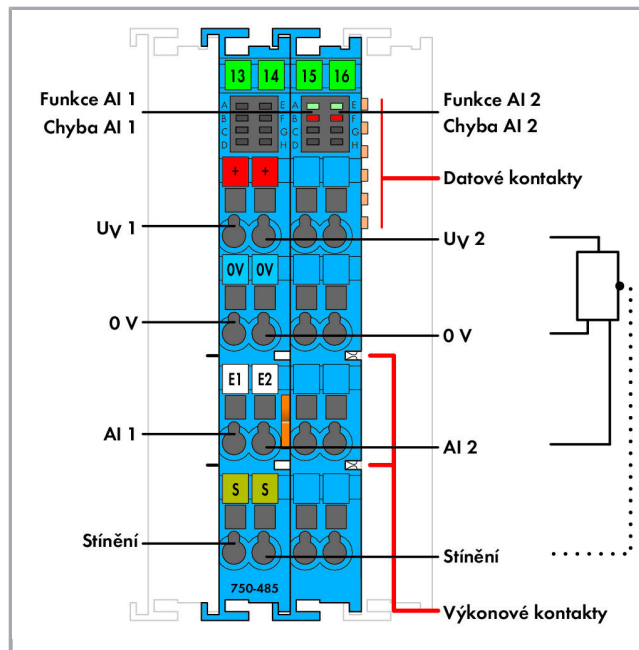 13 14 15 16
Funkce AI 1
Chyba AI 1
A E
B F
C G
D H
A E
B F
C G
D H
Funkce AI 2
Chyba AI 2
Datové kontakty
+ +
UV 1
UV 2
0V 0V
0 V
0 V
E1 E2
AI 1
AI 2
S S
Stínění
Stínění
750-485
Výkonové kontakty